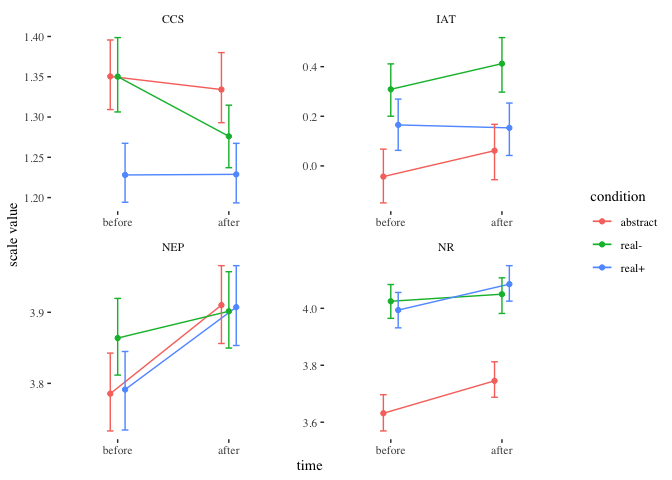 CCS
IAT
1.40
1.35
1.30
1.25
1.20
0.4
0.2
0.0
before
after
before
after
NEP
NR
3.9
3.8
4.0
3.8
3.6
before
after
before
after
scale value
time
condition
abstract
real-
real+